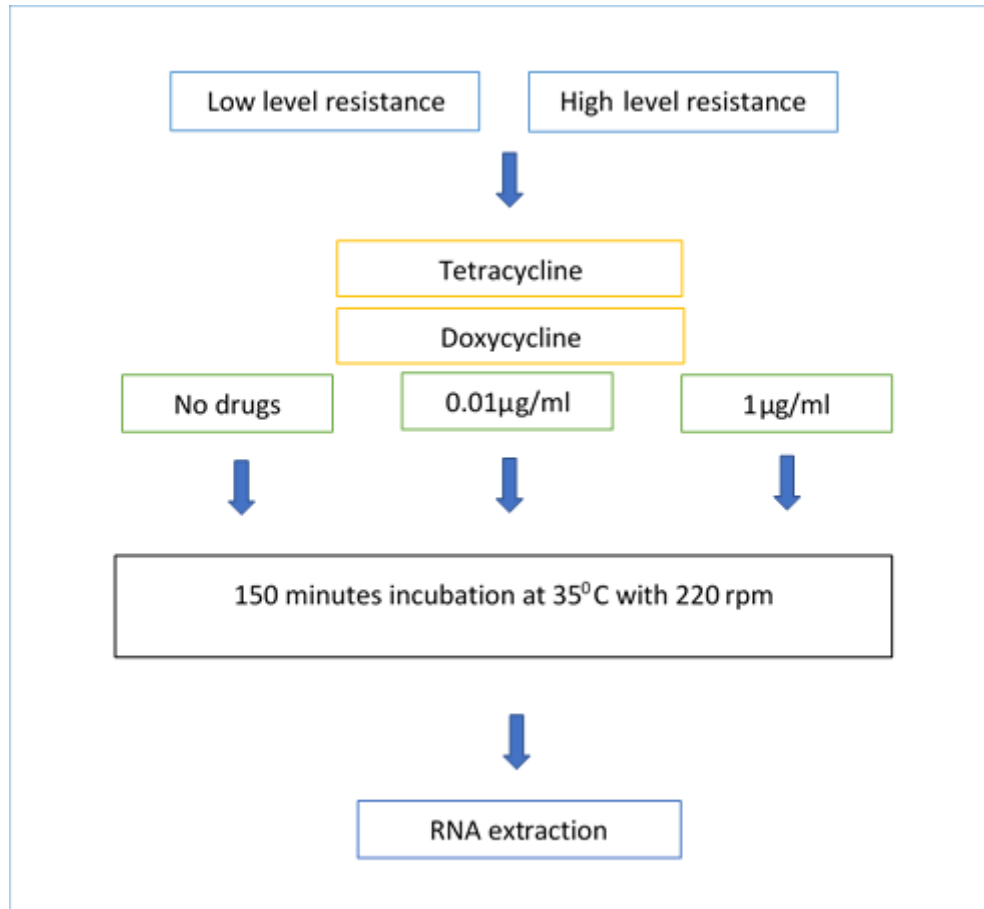 Low level resistance
High level resistance
Tetracycline
Doxycycline
No drugs
0.01µg/ml
1µg/ml
150 minutes incubation at 35⁰C with 220 rpm
RNA extraction